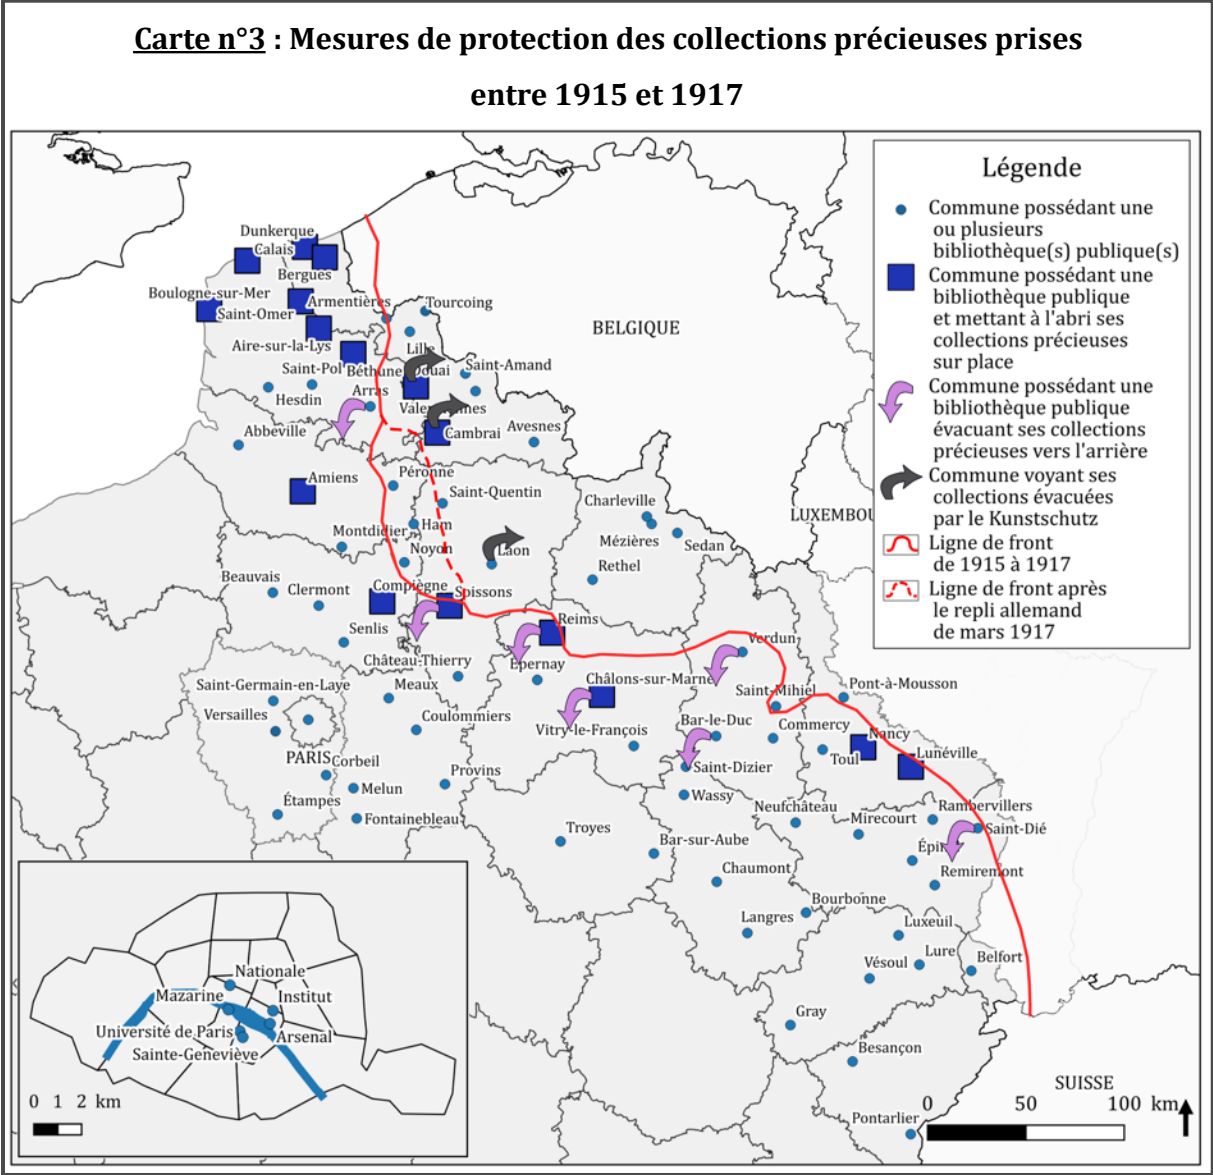 Carte n°3 : Mesures de protection des collections précieuses prises
entre 1915 et 1917
Légende
Commune possédant une
ou plusieurs
bibliothèque(s) publique(s)
Commune possédant une
bibliothèque publique
et mettant à l'abri ses
collections précieuses
sur place
Commune possédant une
bibliothèque publique
évacuant ses collections
précieuses vers l'arrière
Commune voyant ses
collections évacuées
par le Kunstschutz
Ligne de front
de 1915 à 1917
Ligne de front après
le repli allemand
de mars 1917
Dunkerque
Calais
Bergues
Boulogne-sur-Mer
Armentières
Tourcoing
Saint-Omer
BELGIQUE
Aire-sur-la-Lys
Lille
Saint-Pol
Béthune
Douai
Saint-Amand
Hesdin
Arras
Abbeville
Cambrai
Avesnes
Amiens
Péronne
Saint-Quentin
Charleville
LUXEMBOU
Montdidier
Ham
Mézières
Sedan
Noyon
Laon
Rethel
Beauvais
Clermont
Compiègne
Soissons
Senlis
Reims
Verdun
Château-Thierry
Epernay
Saint-Germain-en-Laye
Meaux
Châlons-sur-Marne
Saint-Mihiel
Pont-à-Mousson
Versailles
Coulommiers
Vitry-le-François
Bar-le-Duc
Commercy
Nancy
PARIS
Corbeil
Provins
Saint-Dizier
Toul
Lunéville
Melun
Wassy
Étampes
Fontainebleau
Neufchâteau
Mirecourt
Rambervillers
Saint-Dié
Troyes
Bar-sur-Aube
Remiremont
Chaumont
Bourbonne
Langres
Luxeuil
Vésoul
Lure
Belfort
Gray
Besançon
SUISSE
Pontarlier
0 50 100 km
Nationale
Mazarine
Institut
Université de Paris
Arsenal
Sainte-Geneviève
0 1 2 km